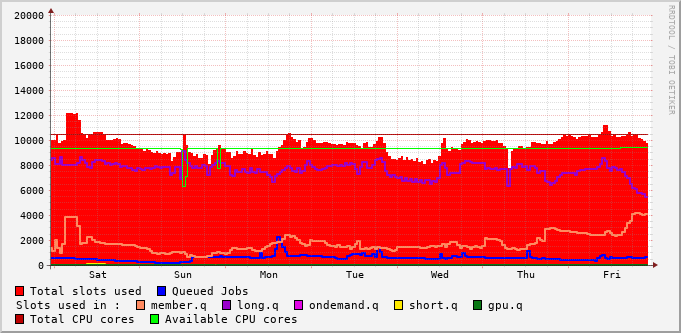 20000
18000
16000
14000
12000
10000
8000
6000
4000
2000
0
Sat Sun Mon Tue Wed Thu Fri
RRDTOOL / TOBI OETIKER
Total slots used Queued Jobs
Slots used in : member.q long.q ondemand.q short.q gpu.q
Total CPU cores Available CPU cores